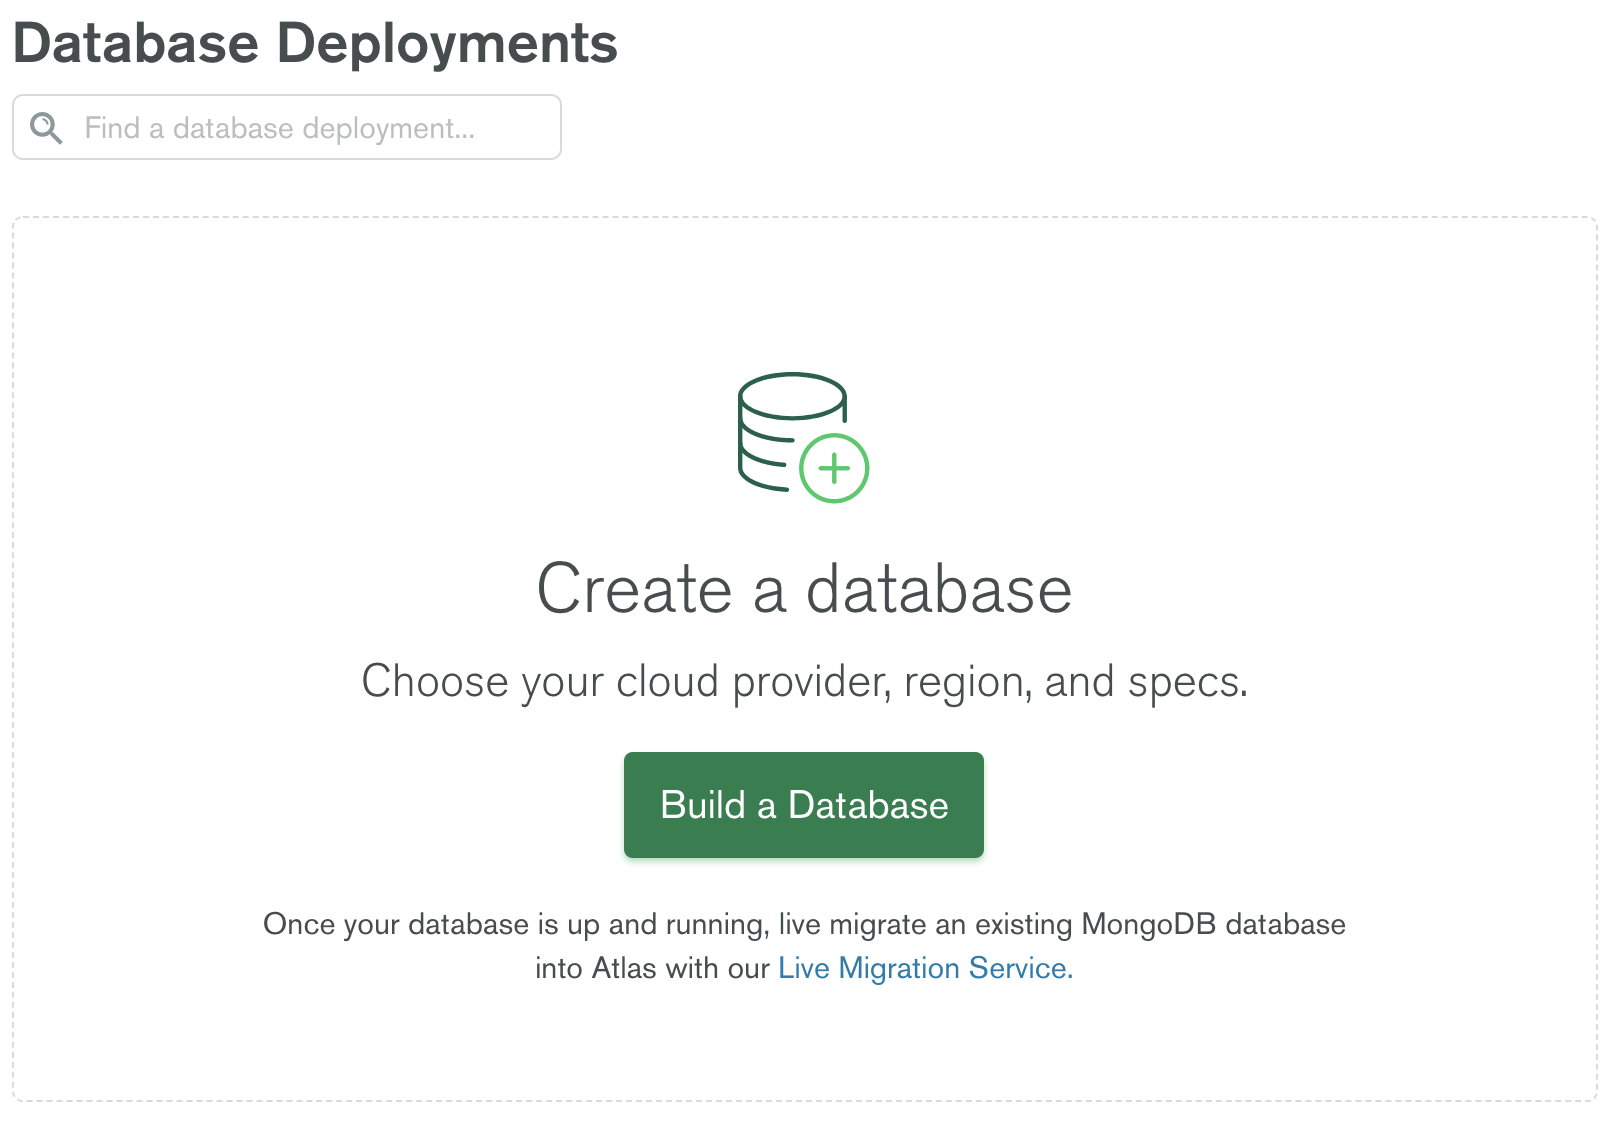 Database Deployments
Find a database deployment...
Create a database
Choose your cloud provider, region, and specs.
Build a Database
Once your database is up and running, live migrate an existing MongoDB database
into Atlas with our Live Migration Service.